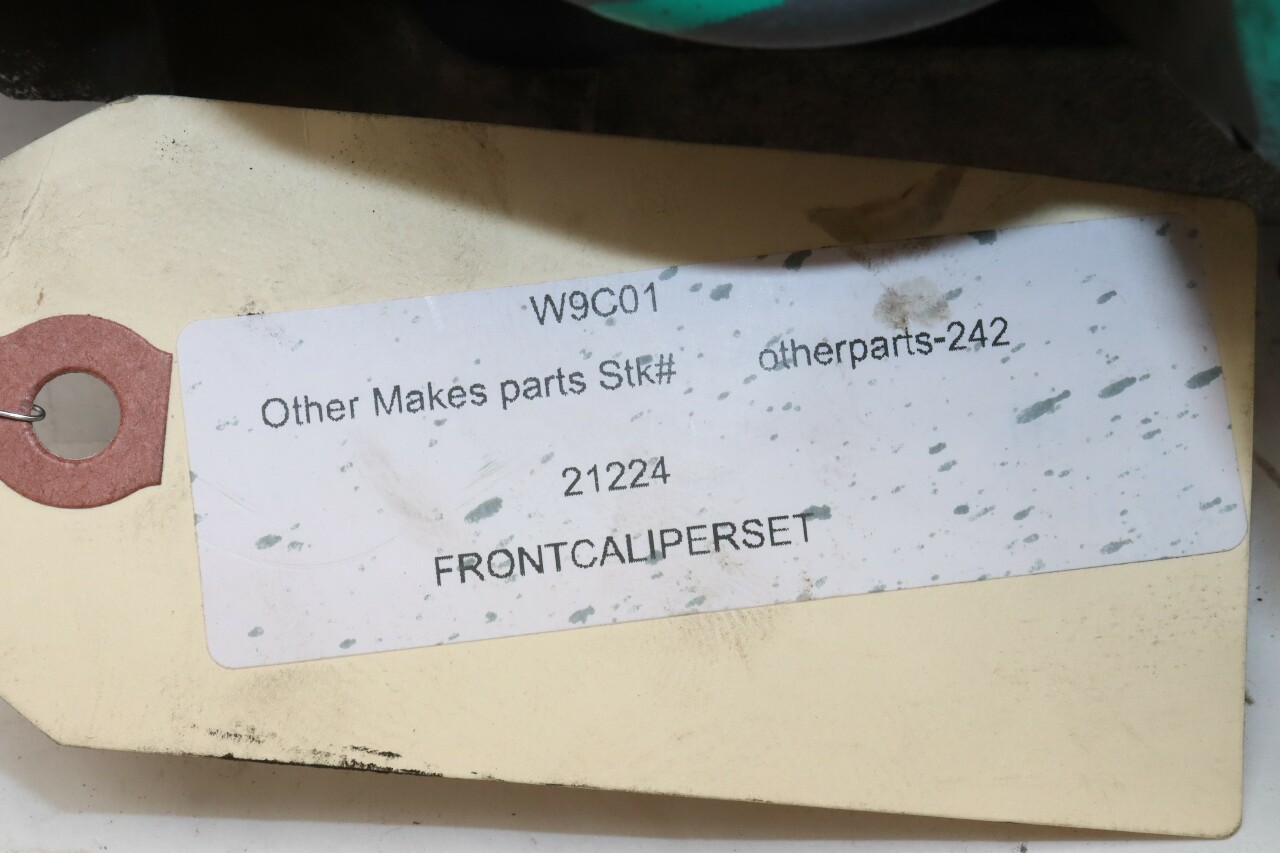 W9C01
Other Makes parts Stk# otherparts-242
21224
FRONTCALIPERSET